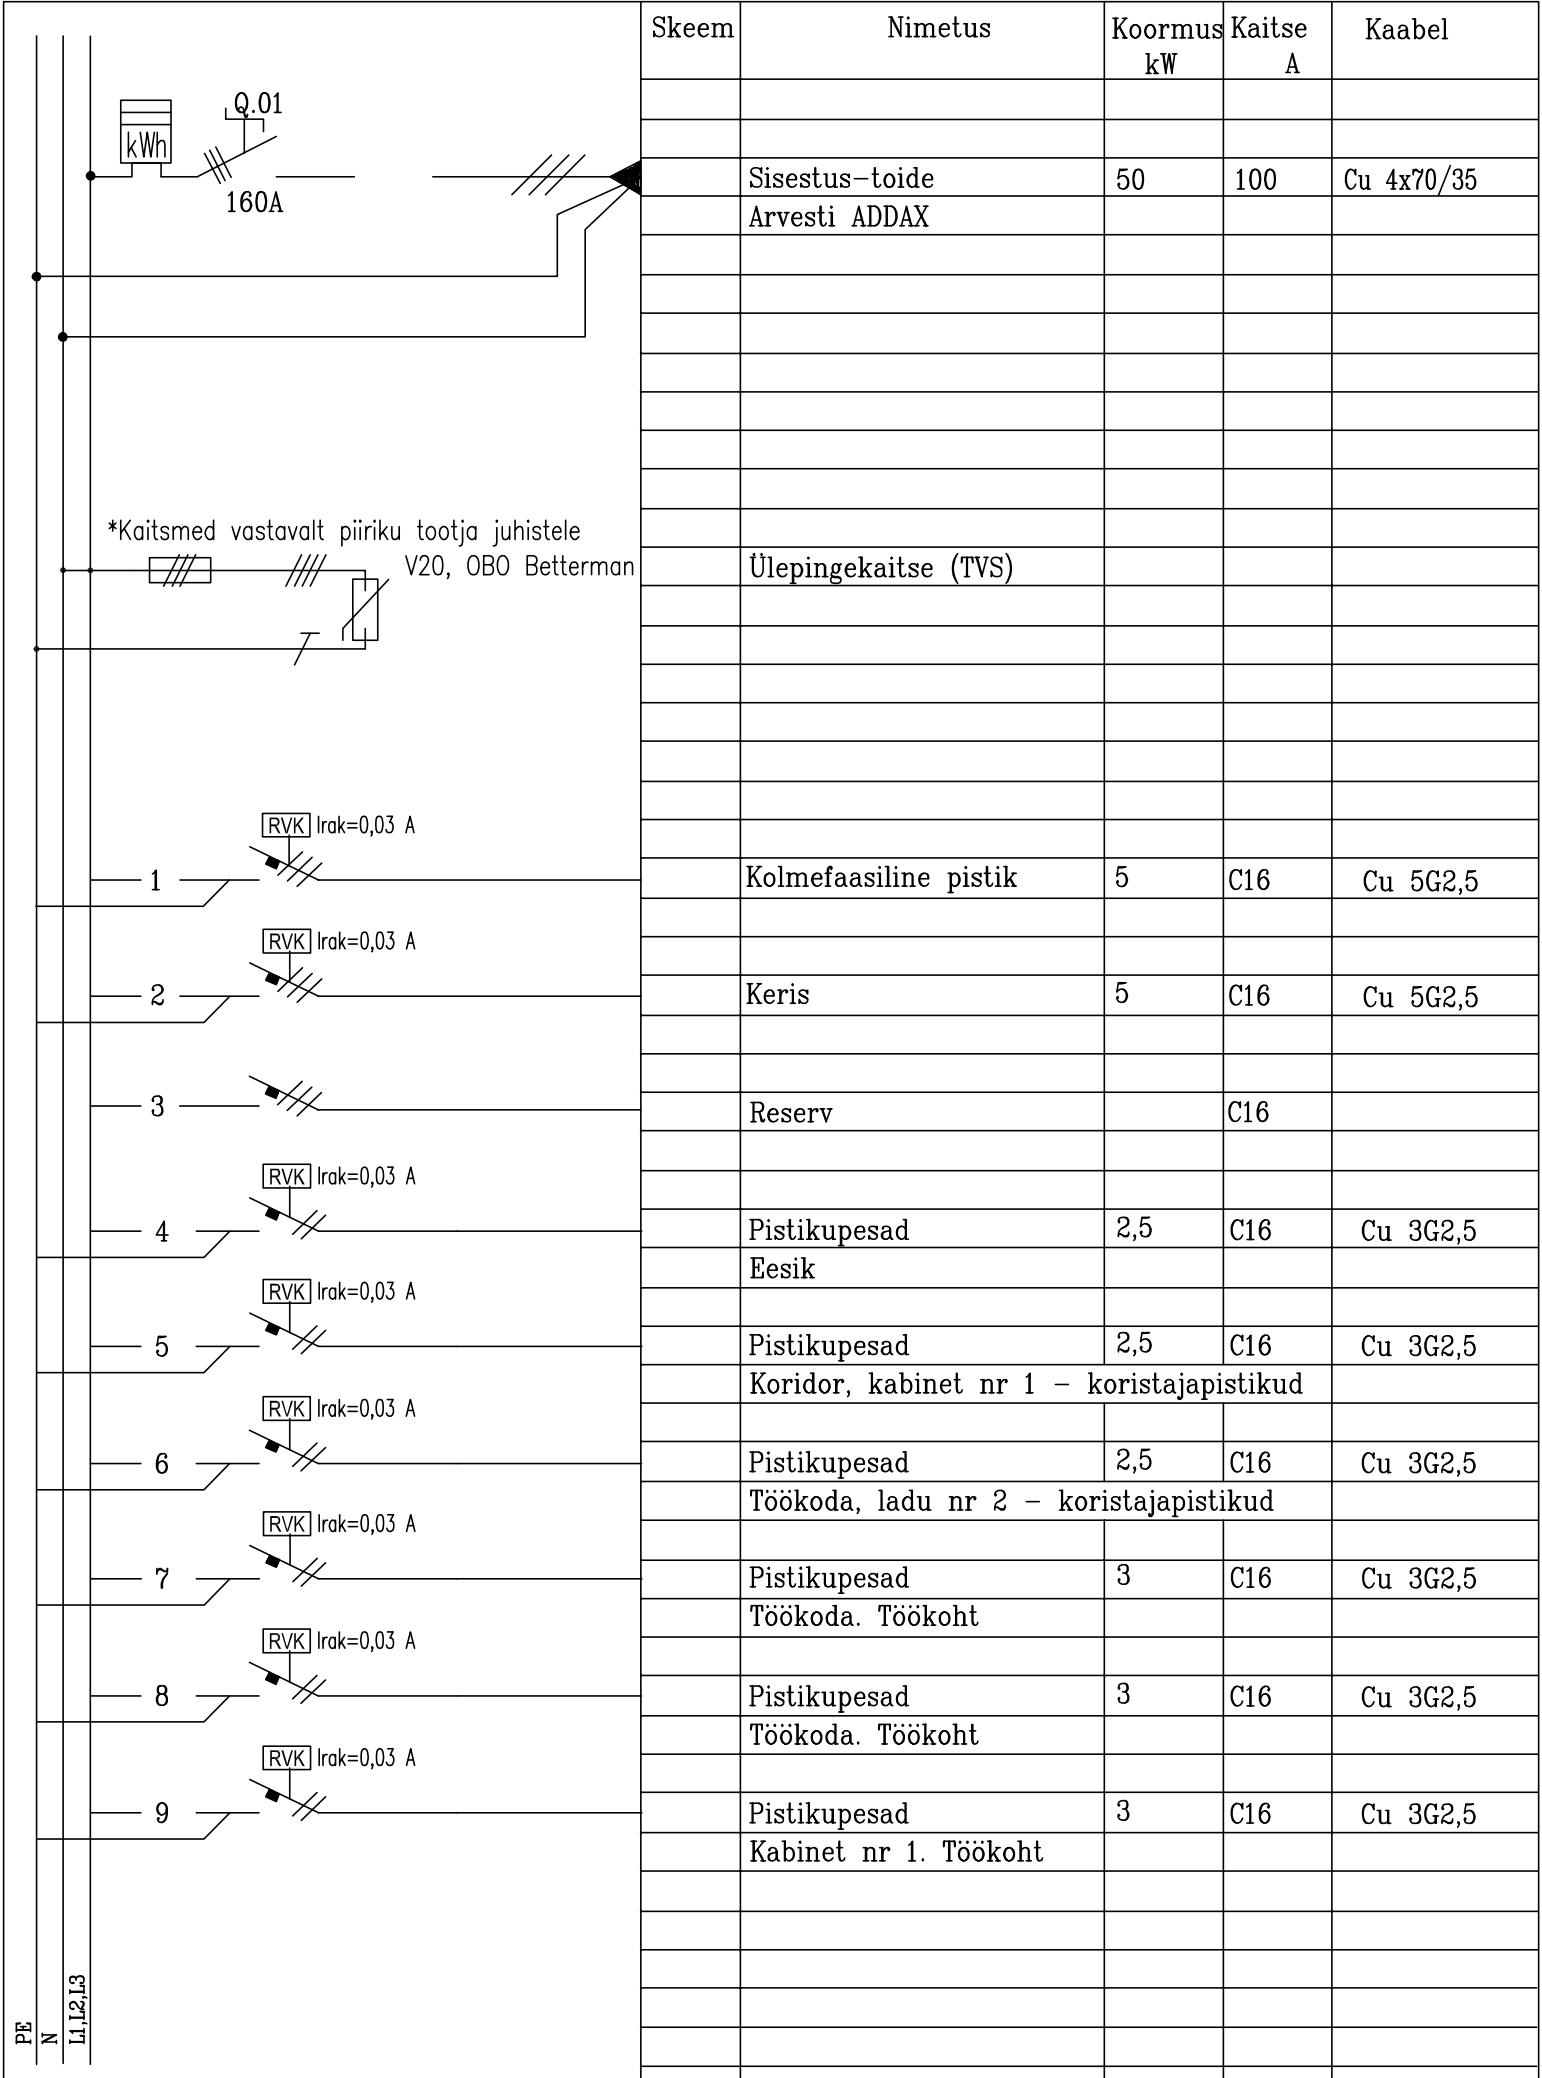 Skeem Nimetus Koormus Kaitse Kaabel
kW A
Q.01
kWh
160A
Sisestus-toide 50 100 Cu 4x70/35
Arvesti ADDAX
*Kaitsmed vastavalt piiriku tootja juhistele
V20, OBO Betterman
Ülepingekaitse (TVS)
RVK Irak=0,03 A
1 Kolmefaasiline pistik 5 C16 Cu 5G2,5
RVK Irak=0,03 A
2 Keris 5 C16 Cu 5G2,5
3 Reserv C16
RVK Irak=0,03 A
4 Pistikupesad 2,5 C16 Cu 3G2,5
Eesik
RVK Irak=0,03 A
5 Pistikupesad 2,5 C16 Cu 3G2,5
Koridor, kabinet nr 1 - koristajapistikud
RVK Irak=0,03 A
6 Pistikupesad 2,5 C16 Cu 3G2,5
Töökoda, ladu nr 2 - koristajapistikud
RVK Irak=0,03 A
7 Pistikupesad 3 C16 Cu 3G2,5
Töökoda. Töökoht
RVK Irak=0,03 A
8 Pistikupesad 3 C16 Cu 3G2,5
Töökoda. Töökoht
RVK Irak=0,03 A
9 Pistikupesad 3 C16 Cu 3G2,5
Kabinet nr 1. Töökoht
PE
N
L1,L2,L3